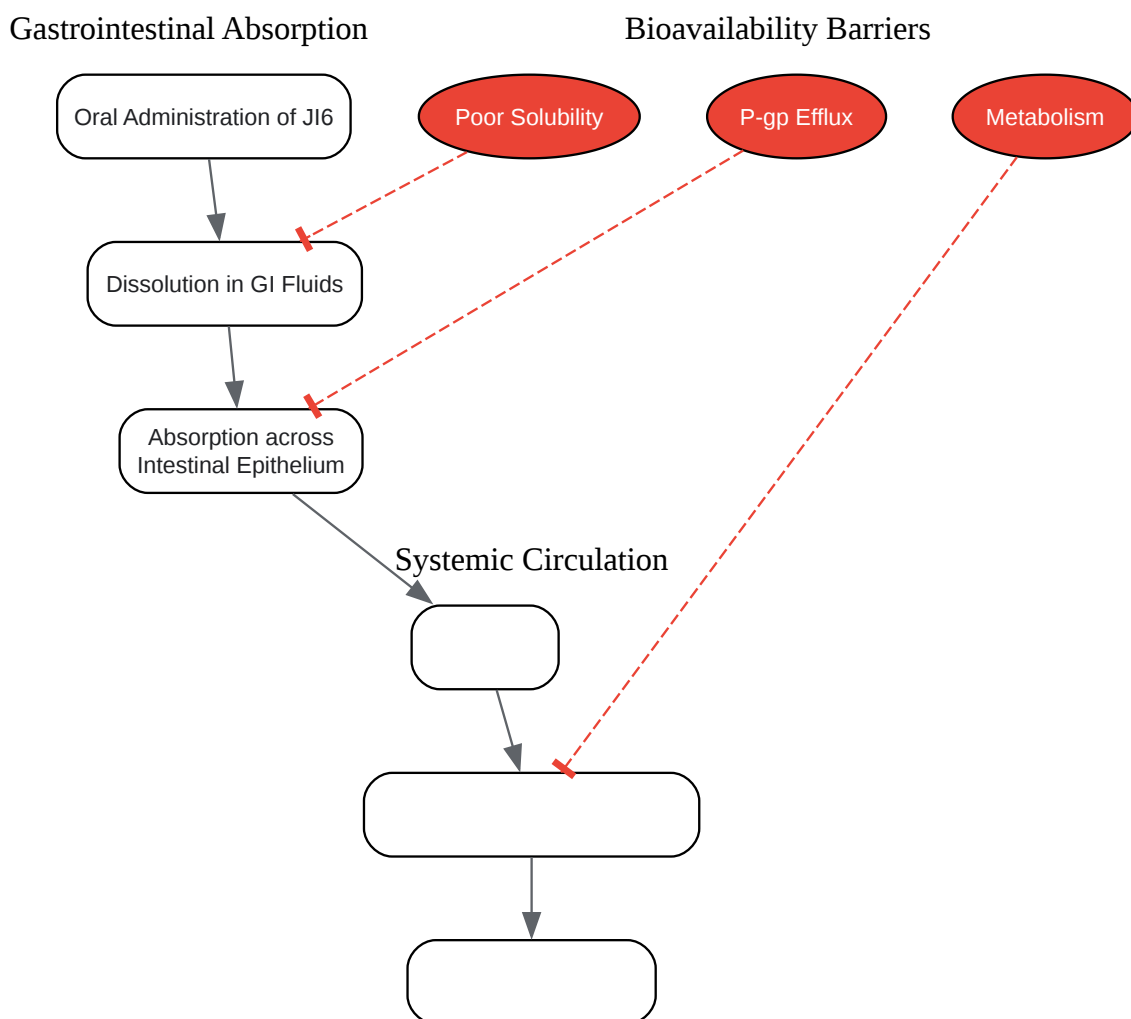 Gastrointestinal Absorption
Bioavailability Barriers
Oral Administration of JI6
Poor Solubility
P-gp Efflux
Metabolism
Dissolution in GI Fluids
Absorption across
Intestinal Epithelium
Systemic Circulation